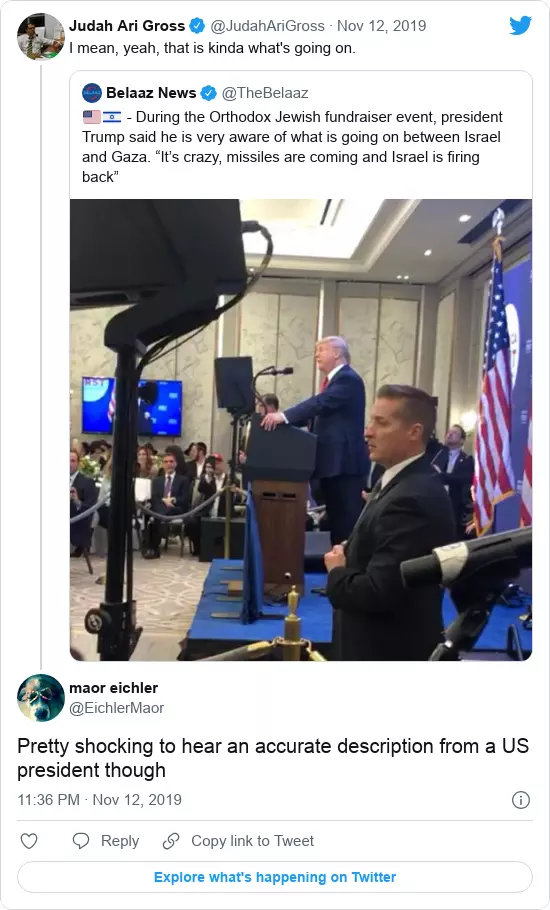 Judah Ari Gross @JudahAriGross · Nov 12, 2019
I mean, yeah, that is kinda what's going on.
Belaaz News @TheBelaaz
🇺🇸🇮🇱 - During the Orthodox Jewish fundraiser event, president
Trump said he is very aware of what is going on between Israel
and Gaza. “It’s crazy, missiles are coming and Israel is firing
back”
maor eichler
@EichlerMaor
Pretty shocking to hear an accurate description from a US
president though
11:36 PM · Nov 12, 2019
Reply
Copy link to Tweet
Explore what's happening on Twitter